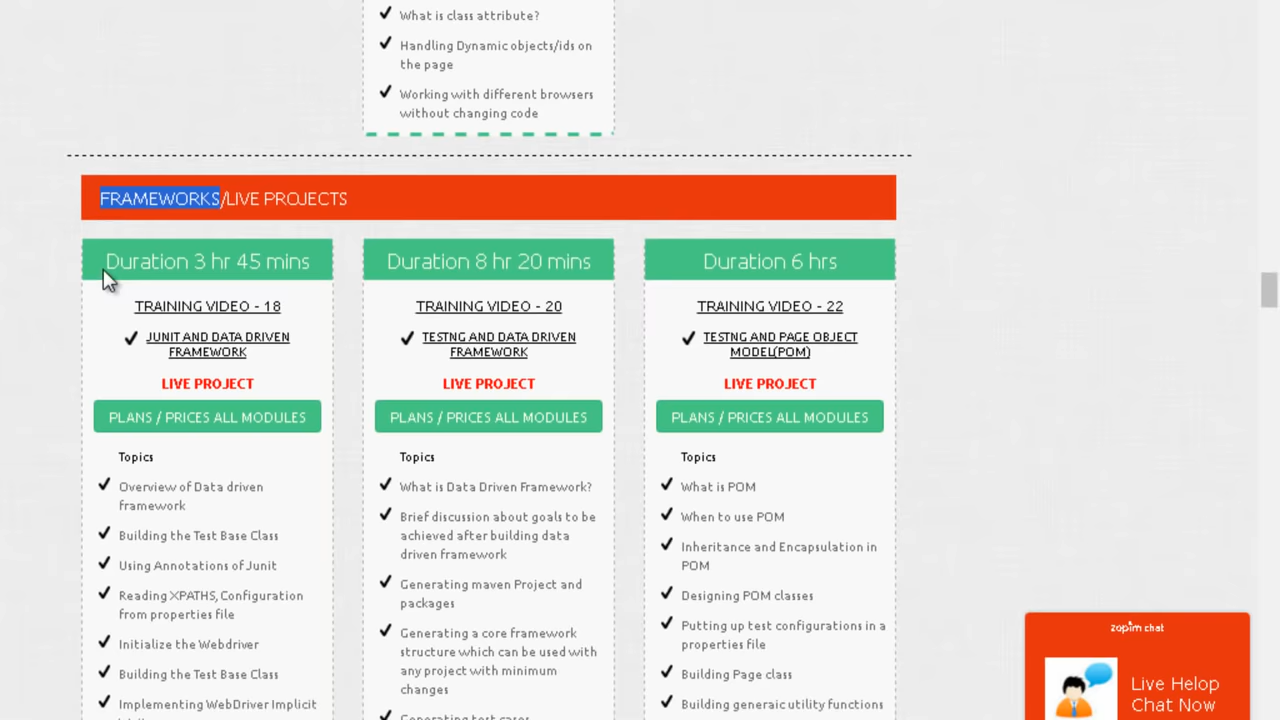 What is class attribute?
Handling Dynamic objects/ids on
the page
Working with different browsers
without changing code
FRAMEWORKS/LIVE PROJECTS
Duration 3 hr 45 mins
TRAINING VIDEO - 18
JUNIT AND DATA DRIVEN
FRAMEWORK
LIVE PROJECT
PLANS / PRICES ALL MODULES
Topics
Overview of Data driven
framework
Building the Test Base Class
Using Annotations of Junit
Reading XPATHS, Configuration
from properties file
Initialize the Webdriver
Building the Test Base Class
Implementing WebDriver Implicit
Duration 8 hr 20 mins
TRAINING VIDEO - 20
TESTNG AND DATA DRIVEN
FRAMEWORK
LIVE PROJECT
PLANS / PRICES ALL MODULES
Topics
What is Data Driven Framework?
Brief discussion about goals to be
achieved after building data
driven framework
Generating maven Project and
packages
Generating a core framework
structure which can be used with
any project with minimum
changes
Generating test cases
Duration 6 hrs
TRAINING VIDEO - 22
TESTNG AND PAGE OBJECT
MODEL(POM)
LIVE PROJECT
PLANS / PRICES ALL MODULES
Topics
What is POM
When to use POM
Inheritance and Encapsulation in
POM
Designing POM classes
Putting up test configurations in a
properties file
Building Page class
Building generaic utility functions
zopim chat
Live Helop
Chat Now